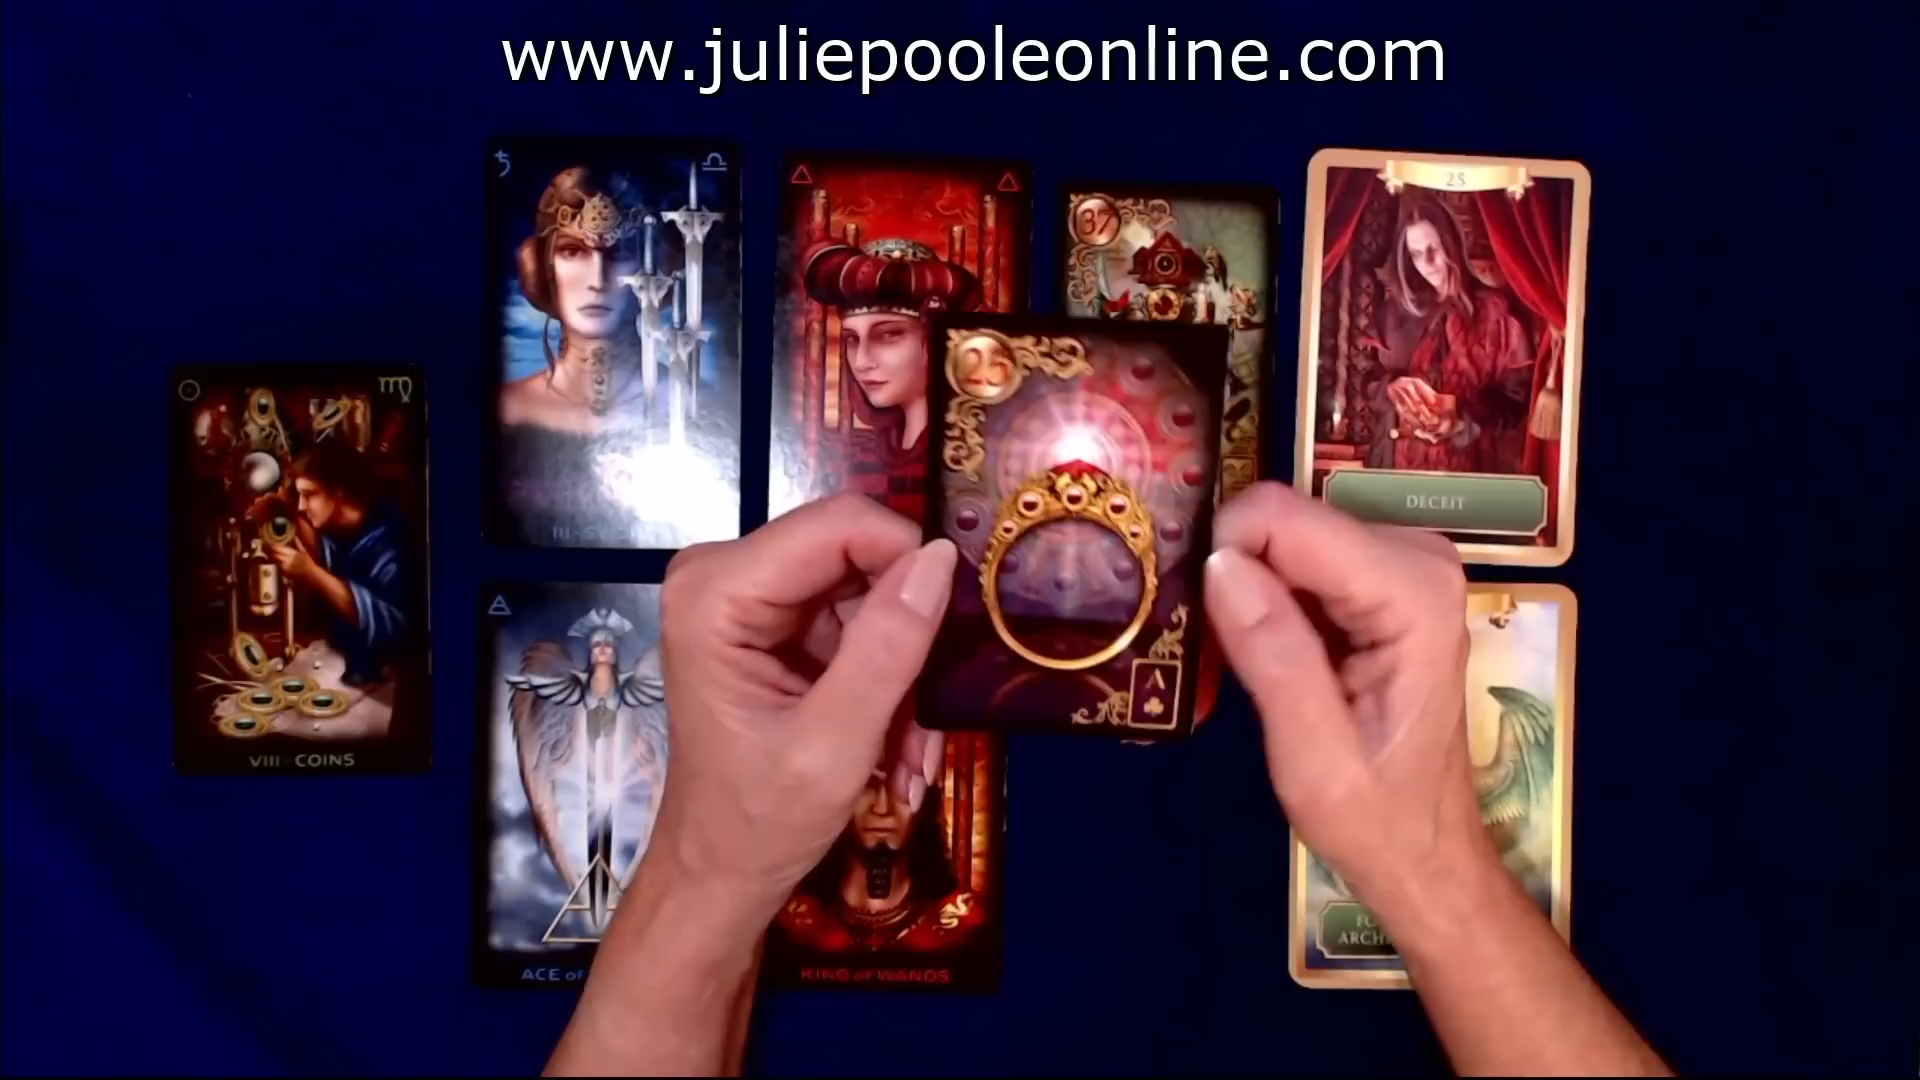 www.juliepooleonline.com
25
37
25
DECEIT
A
VIII - COINS
ACE of
KING of WANDS